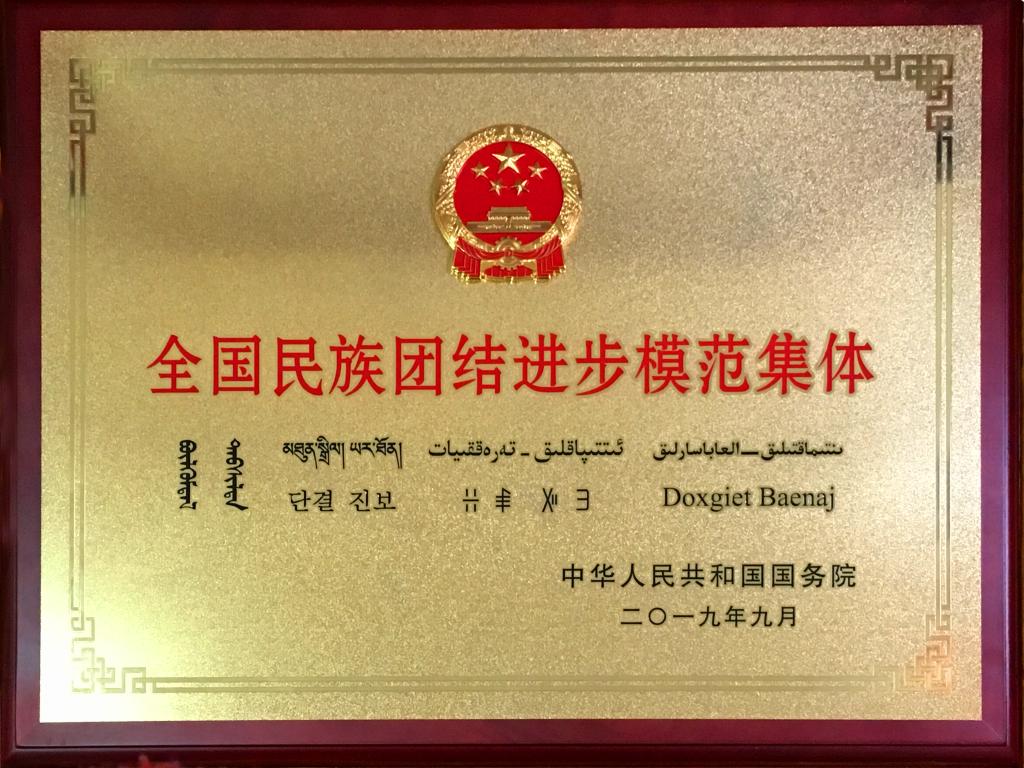 全国民族团结进步模范集体
མཐུན་སྒྲིལ། ཡར་ཐོན།
ئىتتىپاقلىق - تەرەققىيات
단결 진보
Doxgiet Baenaj
中华人民共和国国务院
二〇一九年九月